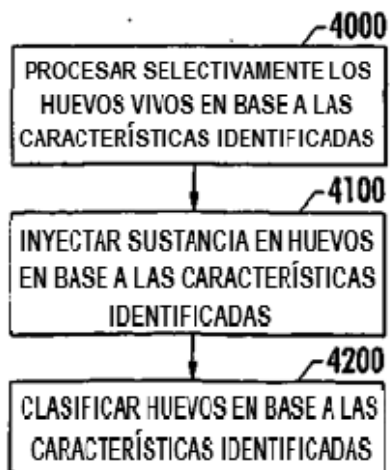 4000
PROCESAR SELECTIVAMENTE LOS
HUEVOS VIVOS EN BASE A LAS
CARACTERÍSTICAS IDENTIFICADAS
4100
INYECTAR SUSTANCIA EN HUEVOS
EN BASE A LAS CARACTERÍSTICAS
IDENTIFICADAS
4200
CLASIFICAR HUEVOS EN BASE A LAS
CARACTERÍSTICAS IDENTIFICADAS